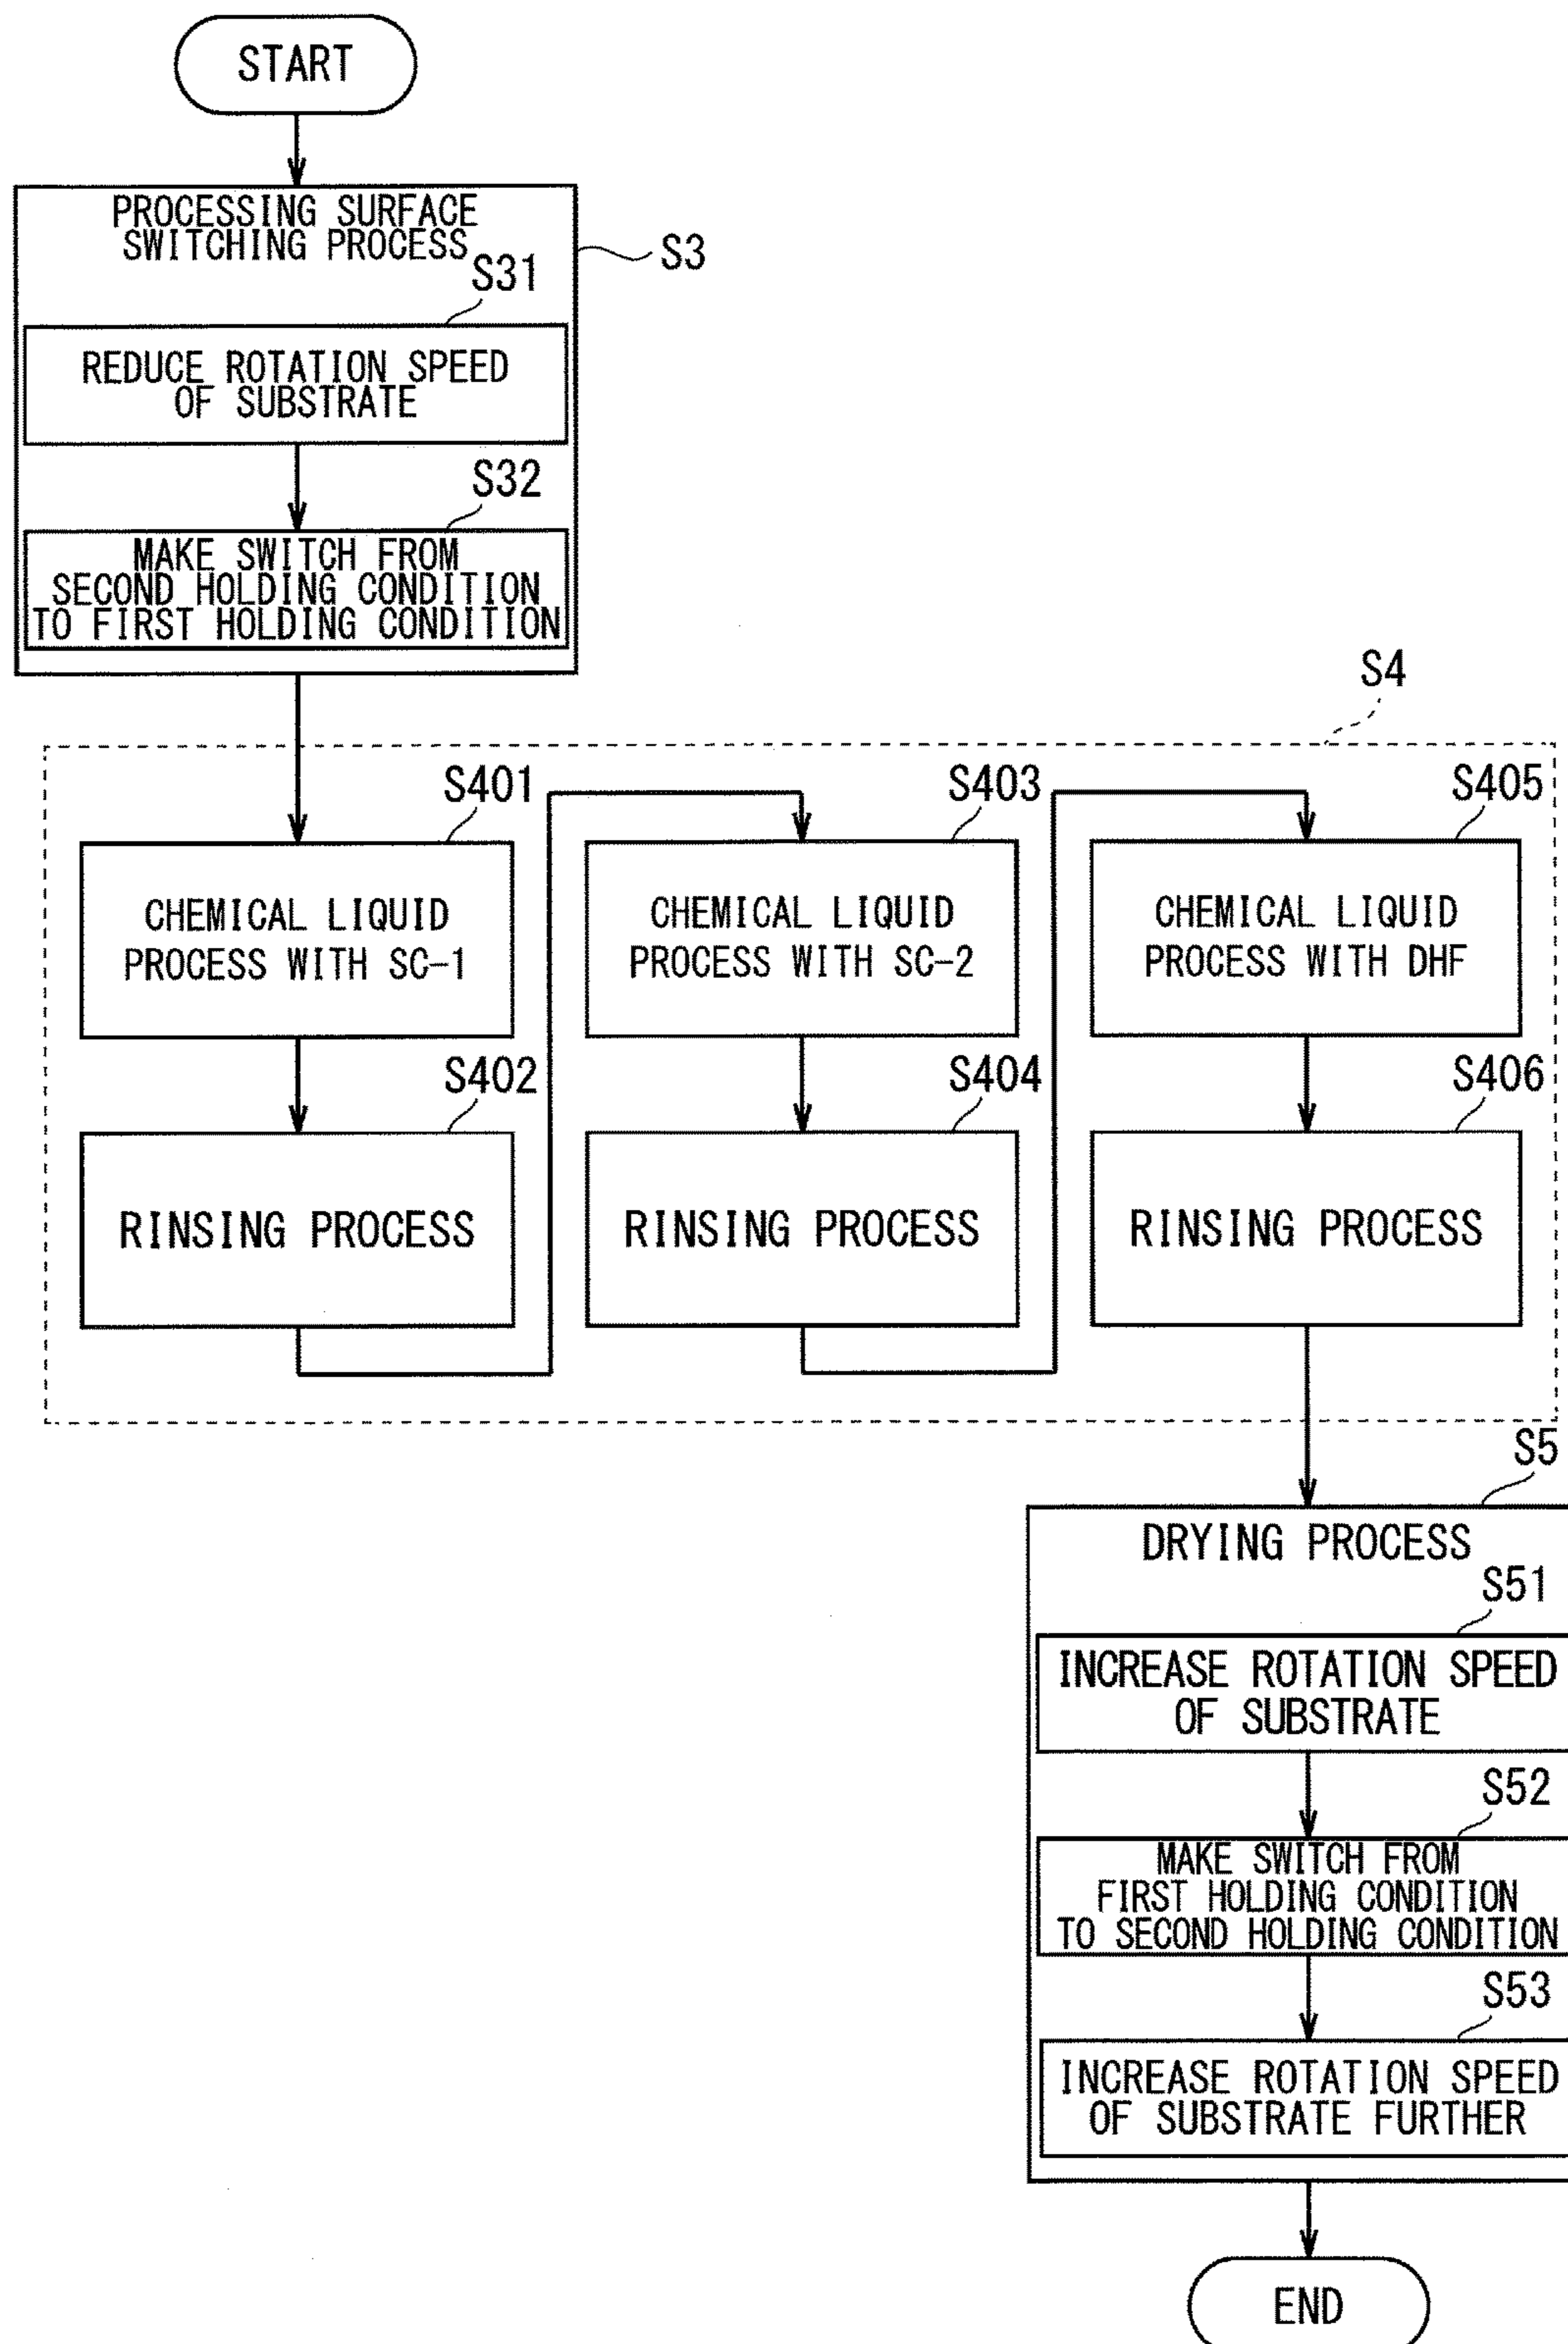 START
PROCESSING SURFACE
SWITCHING PROCESS
S3
S31
REDUCE ROTATION SPEED
OF SUBSTRATE
S32
MAKE SWITCH FROM
SECOND HOLDING CONDITION
TO FIRST HOLDING CONDITION
S4
S401
CHEMICAL LIQUID
PROCESS WITH SC-1
S402
RINSING PROCESS
S403
CHEMICAL LIQUID
PROCESS WITH SC-2
S404
RINSING PROCESS
S405
CHEMICAL LIQUID
PROCESS WITH DHF
S406
RINSING PROCESS
S5
DRYING PROCESS
S51
INCREASE ROTATION SPEED
OF SUBSTRATE
S52
MAKE SWITCH FROM
FIRST HOLDING CONDITION
TO SECOND HOLDING CONDITION
S53
INCREASE ROTATION SPEED
OF SUBSTRATE FURTHER
END